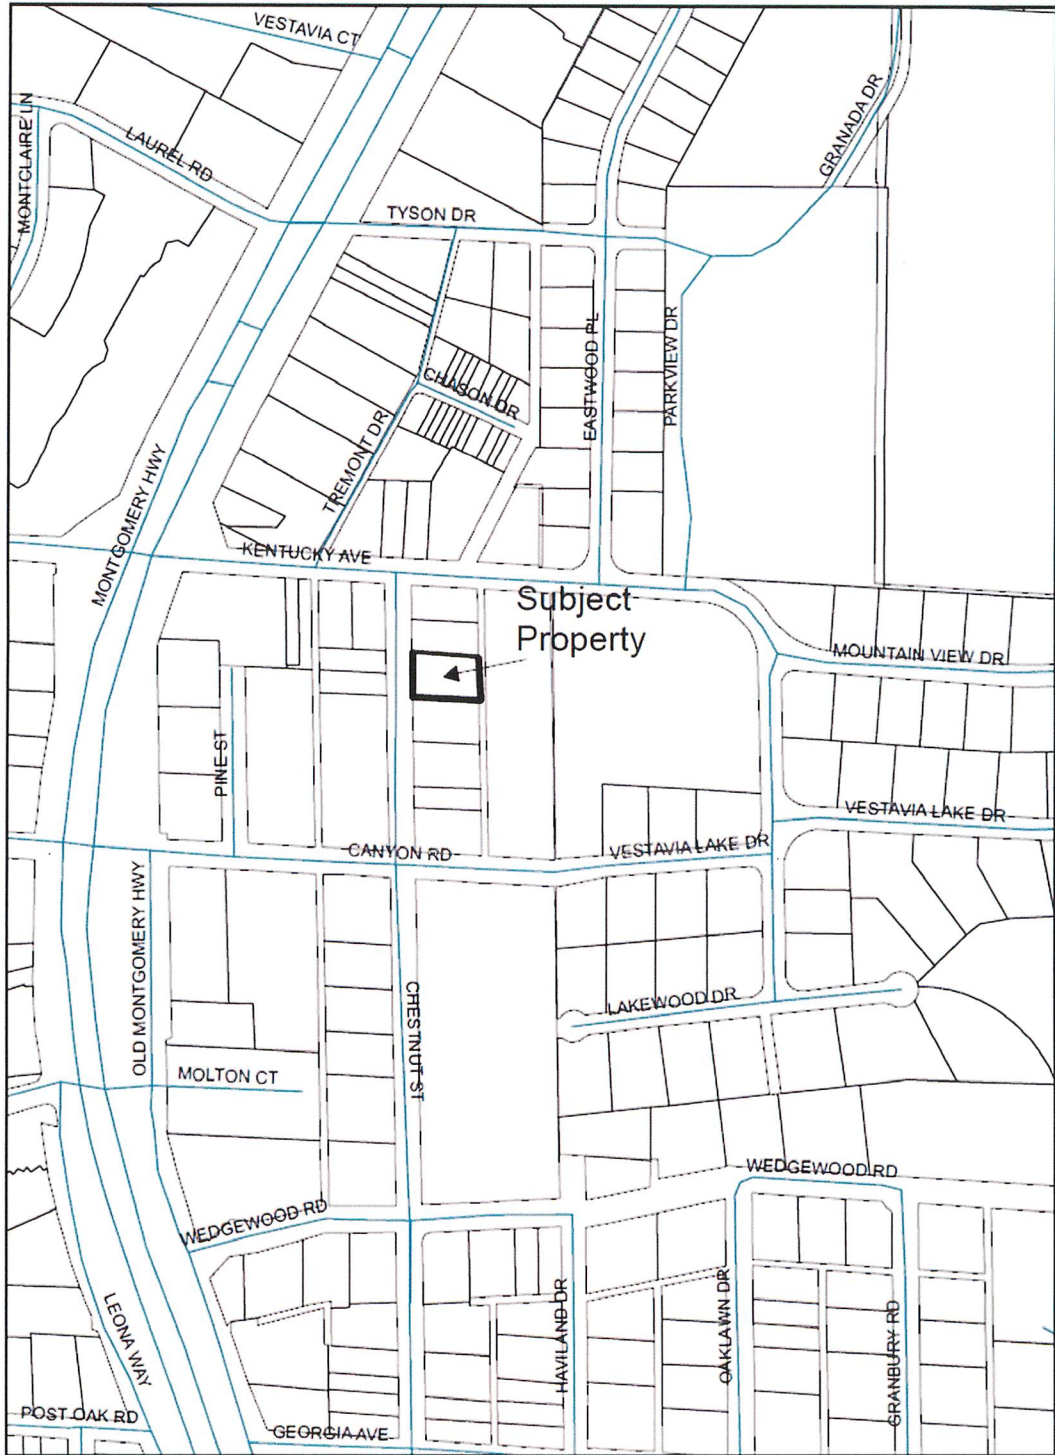 VESTAVIA CT
GRANADA DR
MONTCLAIRE LN
LAUREL RD
TYSON DR
EASTWOOD PL
PARKVIEW DR
CHASON DR
TREMONT DR
MONTGOMERY HWY
KENTUCKY AVE
Subject
Property
MOUNTAIN VIEW DR
PINE ST
VESTAVIA LAKE DR
CANYON RD
VESTAVIA LAKE DR
OLD MONTGOMERY HWY
CHESTNUT ST
LAKEWOOD DR
MOLTON CT
WEDGEWOOD RD
WEDGEWOOD RD
LEONA WAY
HAVILAND DR
OAKLAWN DR
GRANBURY RD
POST OAK RD
GEORGIA AVE